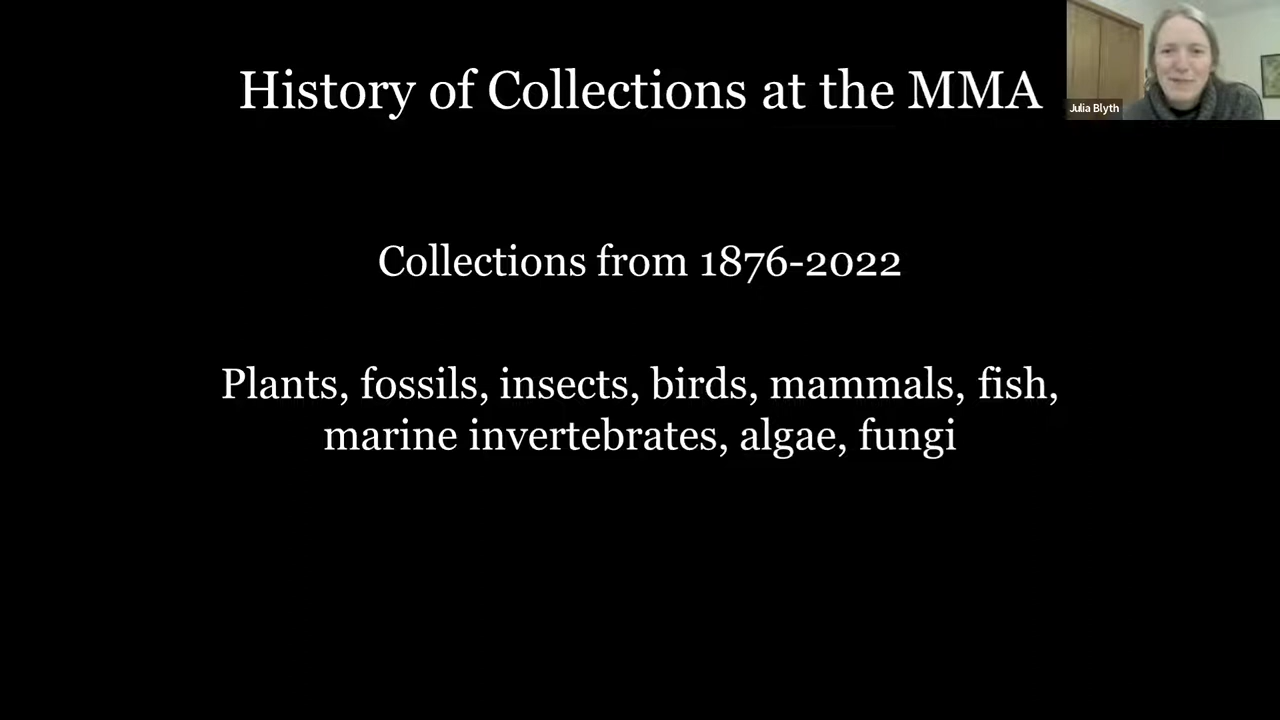 History of Collections at the MMA
Julia Blyth
Collections from 1876-2022
Plants, fossils, insects, birds, mammals, fish,
marine invertebrates, algae, fungi